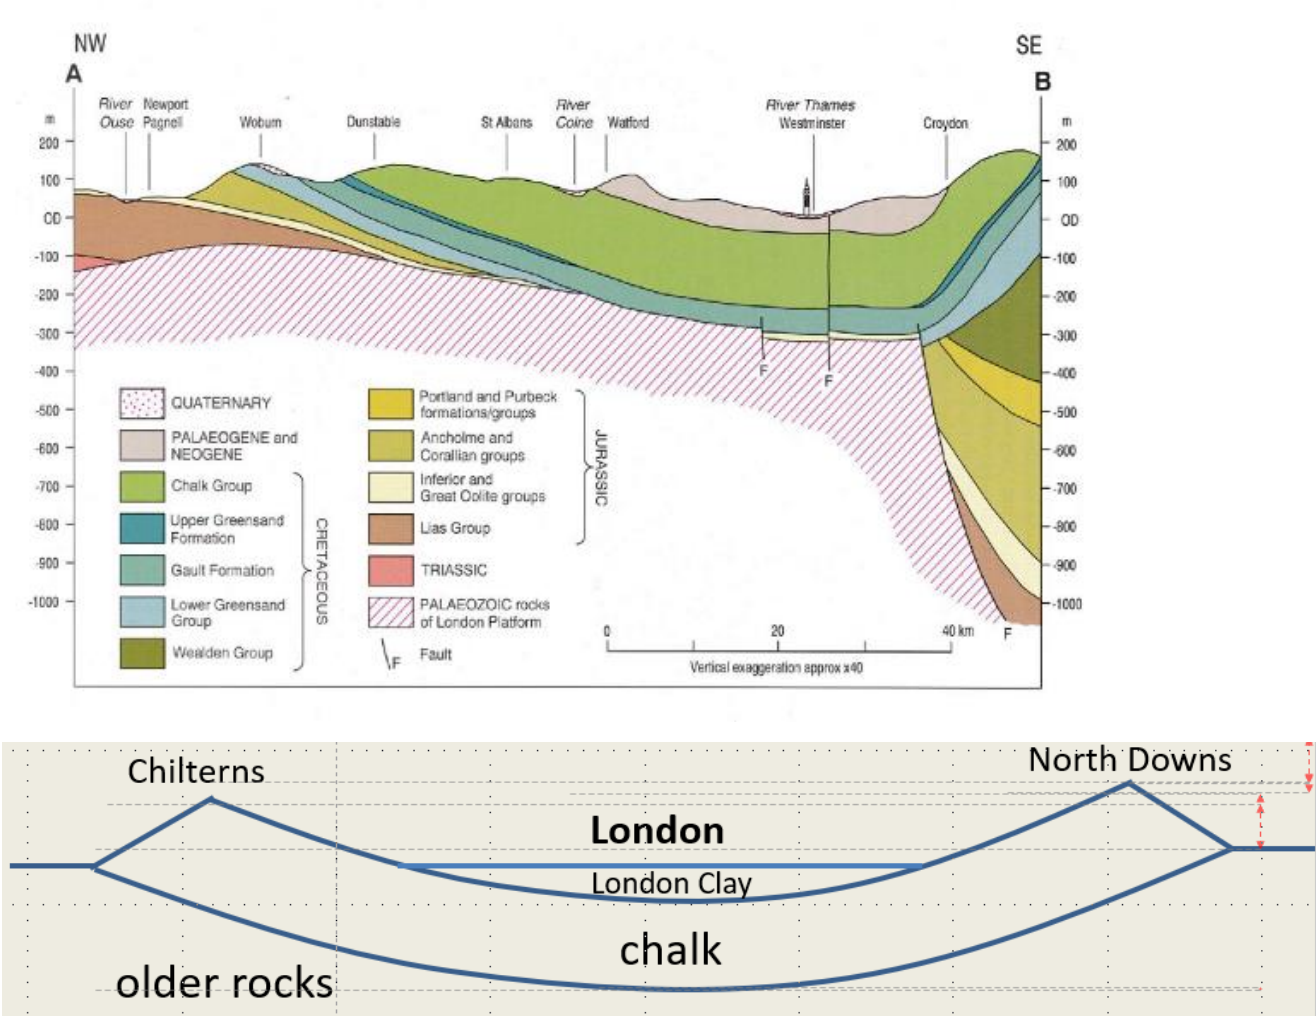 NW
SE
A
B
River Ouse
Newport Pagnell
Woburn
Dunstable
St Albans
River Colne
Watford
River Thames
Westminster
Croydon
m
200
100
OD
-100
-200
-300
-400
-500
-600
-700
-800
-900
-1000
m
200
100
OD
-100
-200
-300
-400
-500
-600
-700
-800
-900
-1000
F
F
F
QUATERNARY
PALAEOGENE and
NEOGENE
Chalk Group
Upper Greensand
Formation
Gault Formation
Lower Greensand
Group
Wealden Group
CRETACEOUS
Portland and Purbeck
formations/groups
Ancholme and
Corallian groups
Inferior and
Great Oolite groups
Lias Group
JURASSIC
TRIASSIC
PALAEOZOIC rocks
of London Platform
F
Fault
0
20
40 km
Vertical exaggeration approx x40
Chilterns
North Downs
London
London Clay
chalk
older rocks